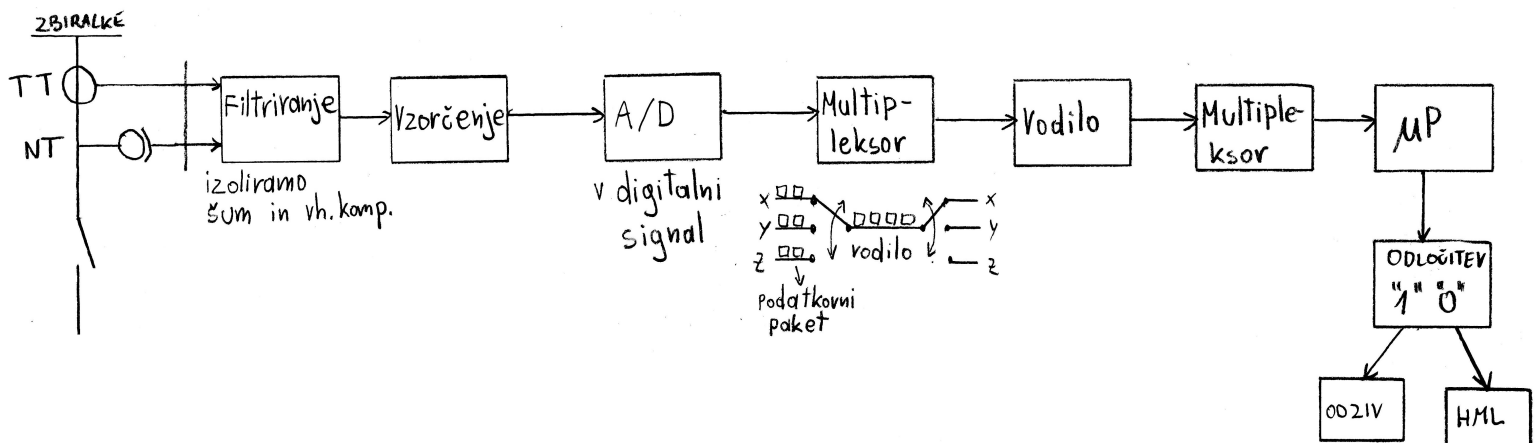 ZBIRALKE
TT
NT
Filtriranje
izoliramo
šum in vh. komp.
Vzorčenje
A/D
v digitalni
signal
Multip-
leksor
X
Y
Z
vodilo
X
Y
Z
Podatkovni
paket
Vodilo
Multiple-
ksor
µP
ODLOČITEV
"1" "0"
ODZIV
HML